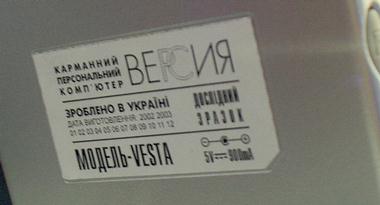 КАРМАННИЙ
ПЕРСОНАЛЬНИЙ
КОМП'ЮТЕР
ВЕРСИЯ
ЗРОБЛЕНО В УКРАЇНІ
ДАТА ВИГОТОВЛЕННЯ: 2002 2003
01 02 03 04 05 06 07 08 09 10 11 12
ДОСЛІДНИЙ
ЗРАЗОК
МОДЕЛЬ-VESTA
5V 900mA